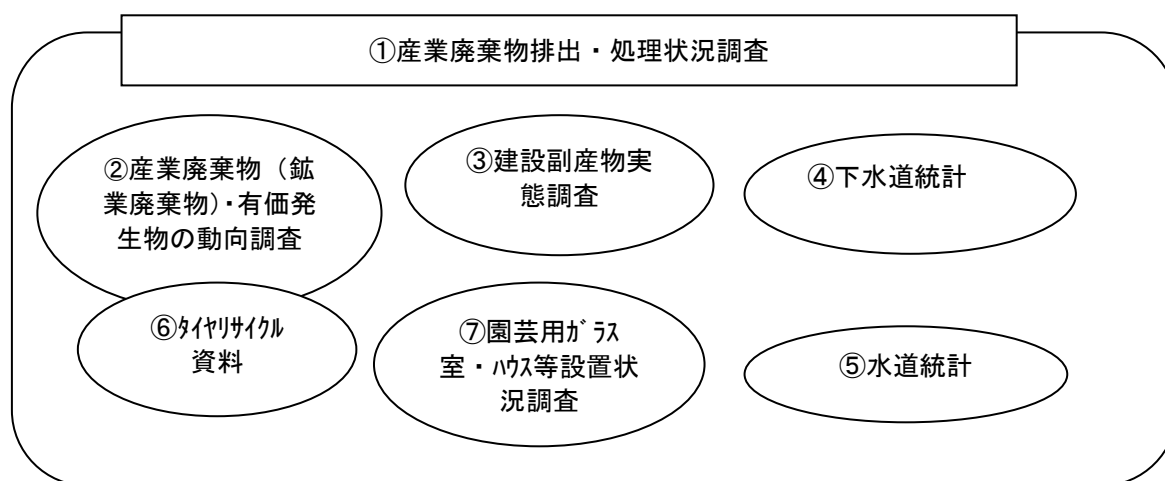 ①産業廃棄物排出・処理状況調査
②産業廃棄物（鉱
業廃棄物）・有価発
生物の動向調査
③建設副産物実
態調査
④下水道統計
⑥ﾀｲﾔﾘｻｲｸﾙ
資料
⑦園芸用ｶﾞﾗｽ
室・ﾊｳｽ等設置状
況調査
⑤水道統計